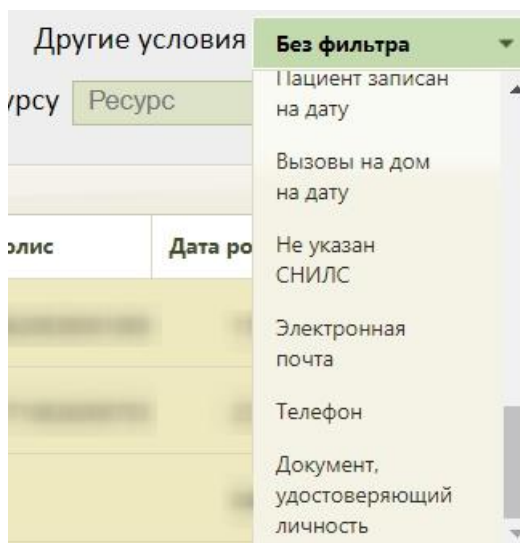 Другие условия Без фильтра
урсу Ресурс
Пациент записан
на дату
Вызовы на дом
на дату
олис Дата ро
Не указан
СНИЛС
Электронная
почта
Телефон
Документ,
удостоверяющий
личность